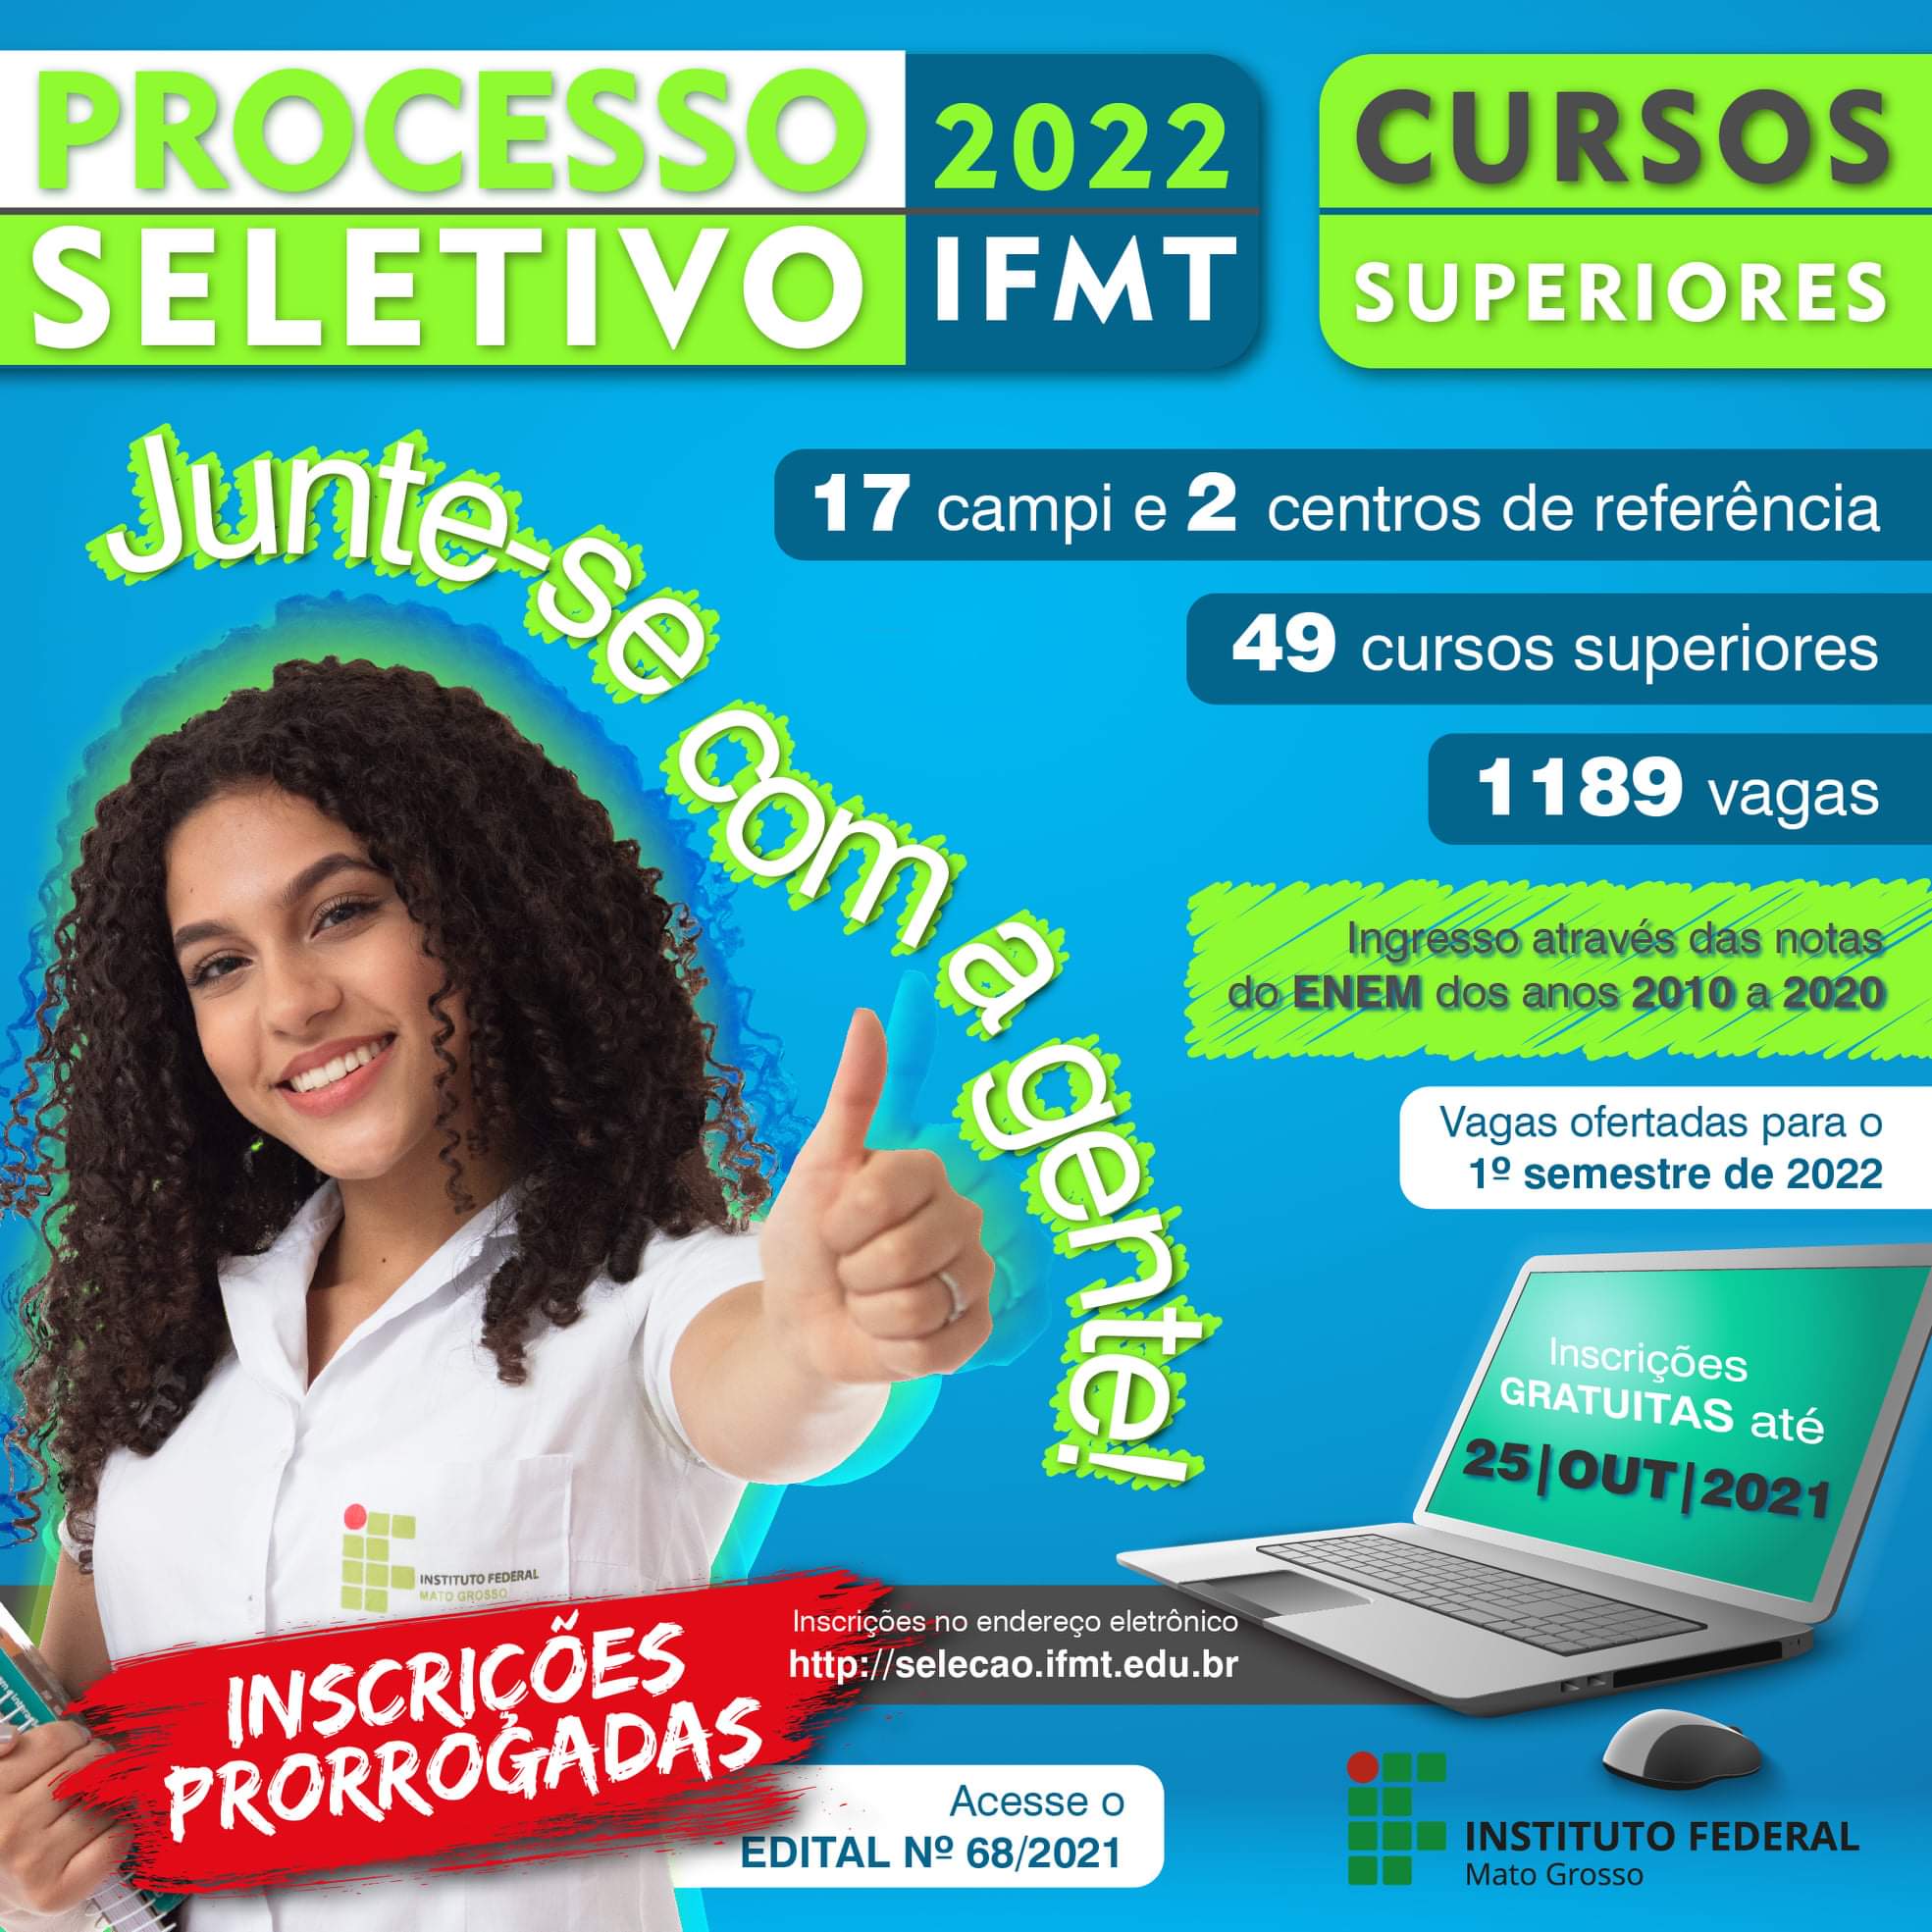 PROCESSO
SELETIVO
2022
IFMT
CURSOS
SUPERIORES
Junte-se com a gente!
17 campi e 2 centros de referência
49 cursos superiores
1189 vagas
Ingresso através das notas
do ENEM dos anos 2010 a 2020
Vagas ofertadas para o
1º semestre de 2022
Inscrições
GRATUITAS até
25|OUT|2021
INSTITUTO FEDERAL
MATO GROSSO
INSCRIÇÕES
PRORROGADAS
Inscrições no endereço eletrônico
http://selecao.ifmt.edu.br
Acesse o
EDITAL Nº 68/2021
INSTITUTO FEDERAL
Mato Grosso